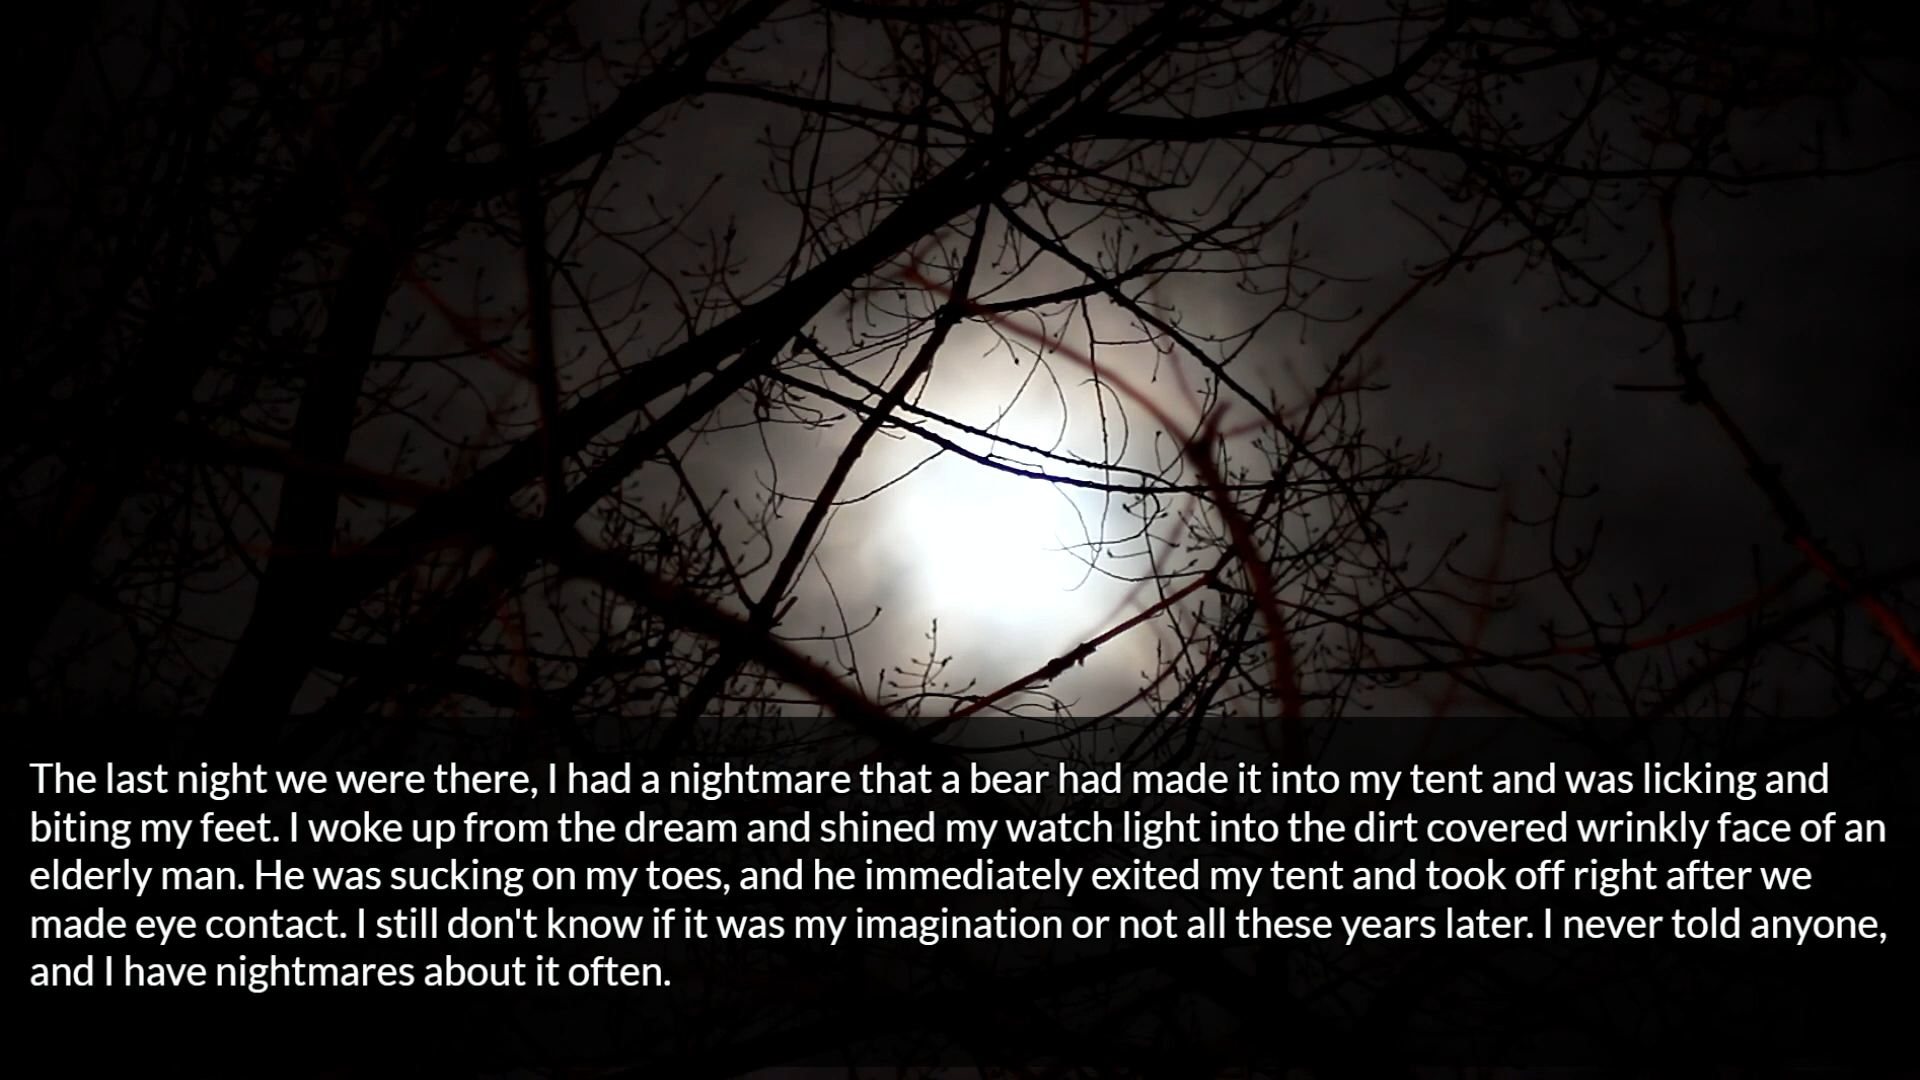 The last night we were there, I had a nightmare that a bear had made it into my tent and was licking and
biting my feet. I woke up from the dream and shined my watch light into the dirt covered wrinkly face of an
elderly man. He was sucking on my toes, and he immediately exited my tent and took off right after we
made eye contact. I still don't know if it was my imagination or not all these years later. I never told anyone,
and I have nightmares about it often.